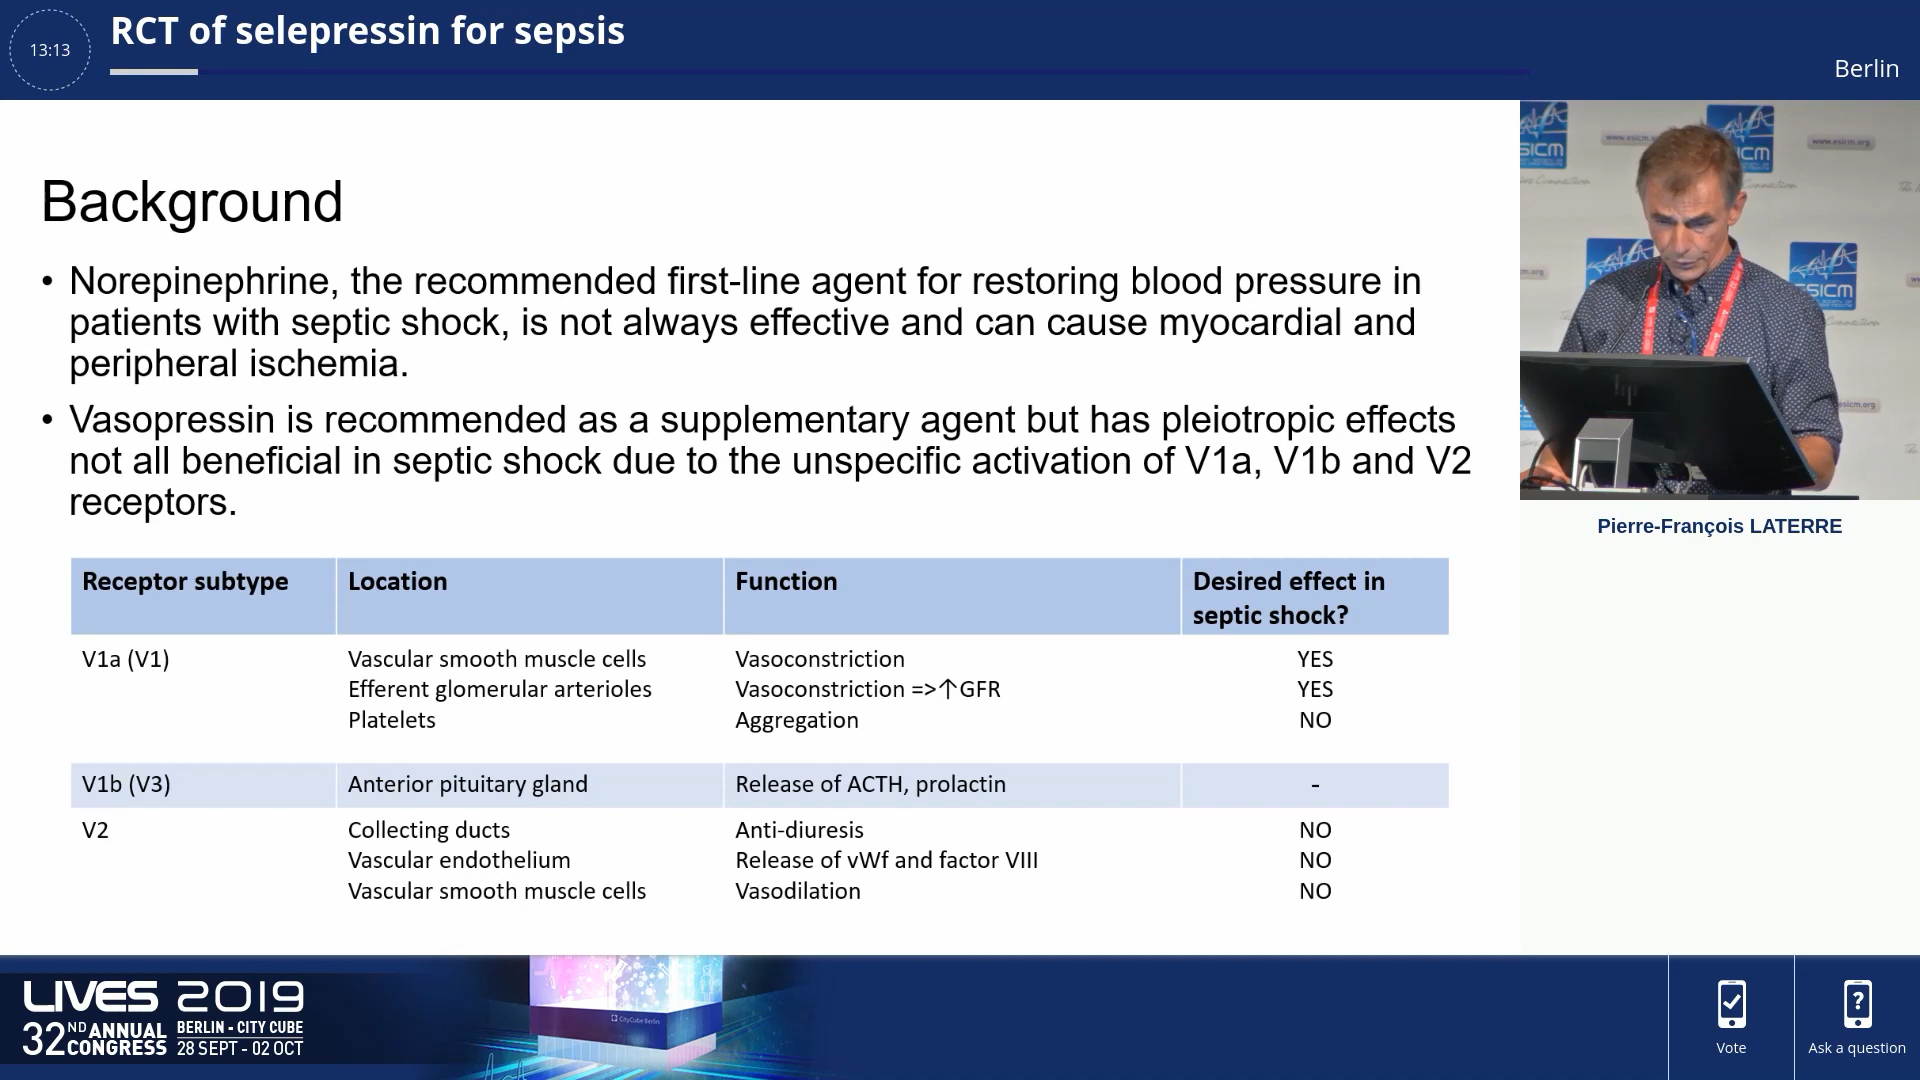 13:13
RCT of selepressin for sepsis
Berlin
Background
• Norepinephrine, the recommended first-line agent for restoring blood pressure in
patients with septic shock, is not always effective and can cause myocardial and
peripheral ischemia.
• Vasopressin is recommended as a supplementary agent but has pleiotropic effects
not all beneficial in septic shock due to the unspecific activation of V1a, V1b and V2
receptors.
Receptor subtype Location Function Desired effect in
septic shock?
V1a (V1) Vascular smooth muscle cells Vasoconstriction YES
Efferent glomerular arterioles Vasoconstriction =>↑GFR YES
Platelets Aggregation NO
V1b (V3) Anterior pituitary gland Release of ACTH, prolactin -
V2 Collecting ducts Anti-diuresis NO
Vascular endothelium Release of vWf and factor VIII NO
Vascular smooth muscle cells Vasodilation NO
www.esicm.org
ESICM
Pierre-François LATERRE
LIVES 2019
32ND ANNUAL CONGRESS
BERLIN - CITY CUBE
28 SEPT - 02 OCT
CityCube Berlin
Vote
Ask a question